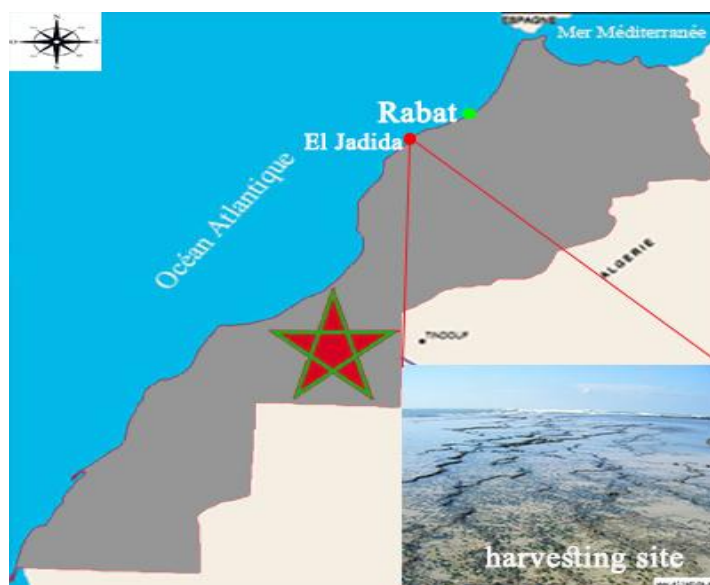 ESPAGNE
Mer Méditerranée
Rabat
El Jadida
Océan Atlantique
ALGERIE
TINDOUF
harvesting site